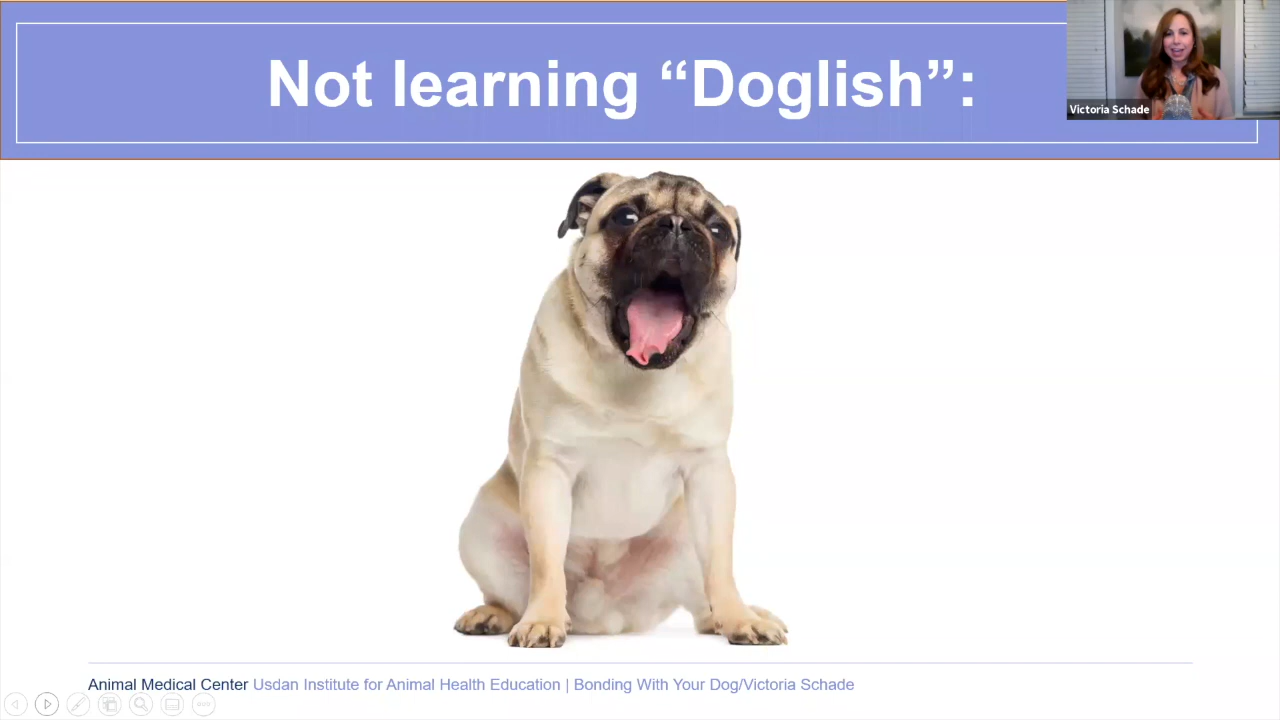 Not learning “Doglish”:
Victoria Schade
Animal Medical Center Usdan Institute for Animal Health Education | Bonding With Your Dog/Victoria Schade